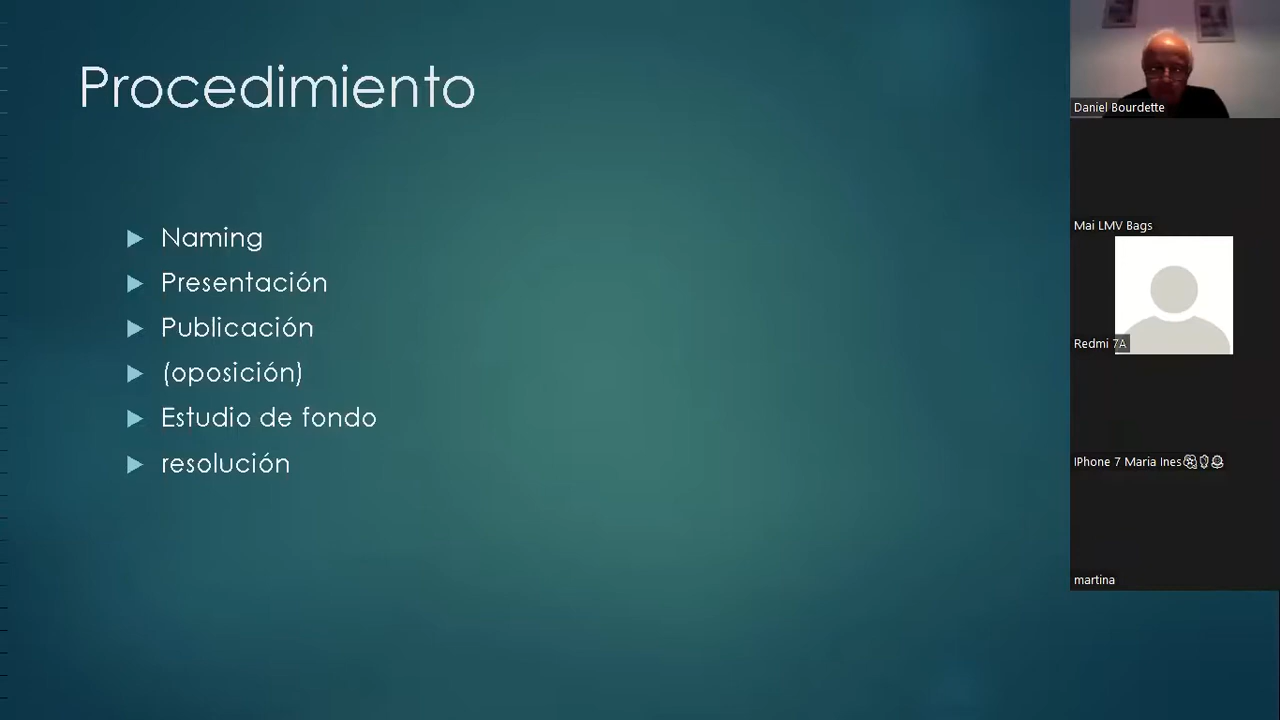 Procedimiento
Naming
Presentación
Publicación
(oposición)
Estudio de fondo
resolución
Daniel Bourdette
Mai LMV Bags
Redmi 7A
IPhone 7 Maria Ines
martina